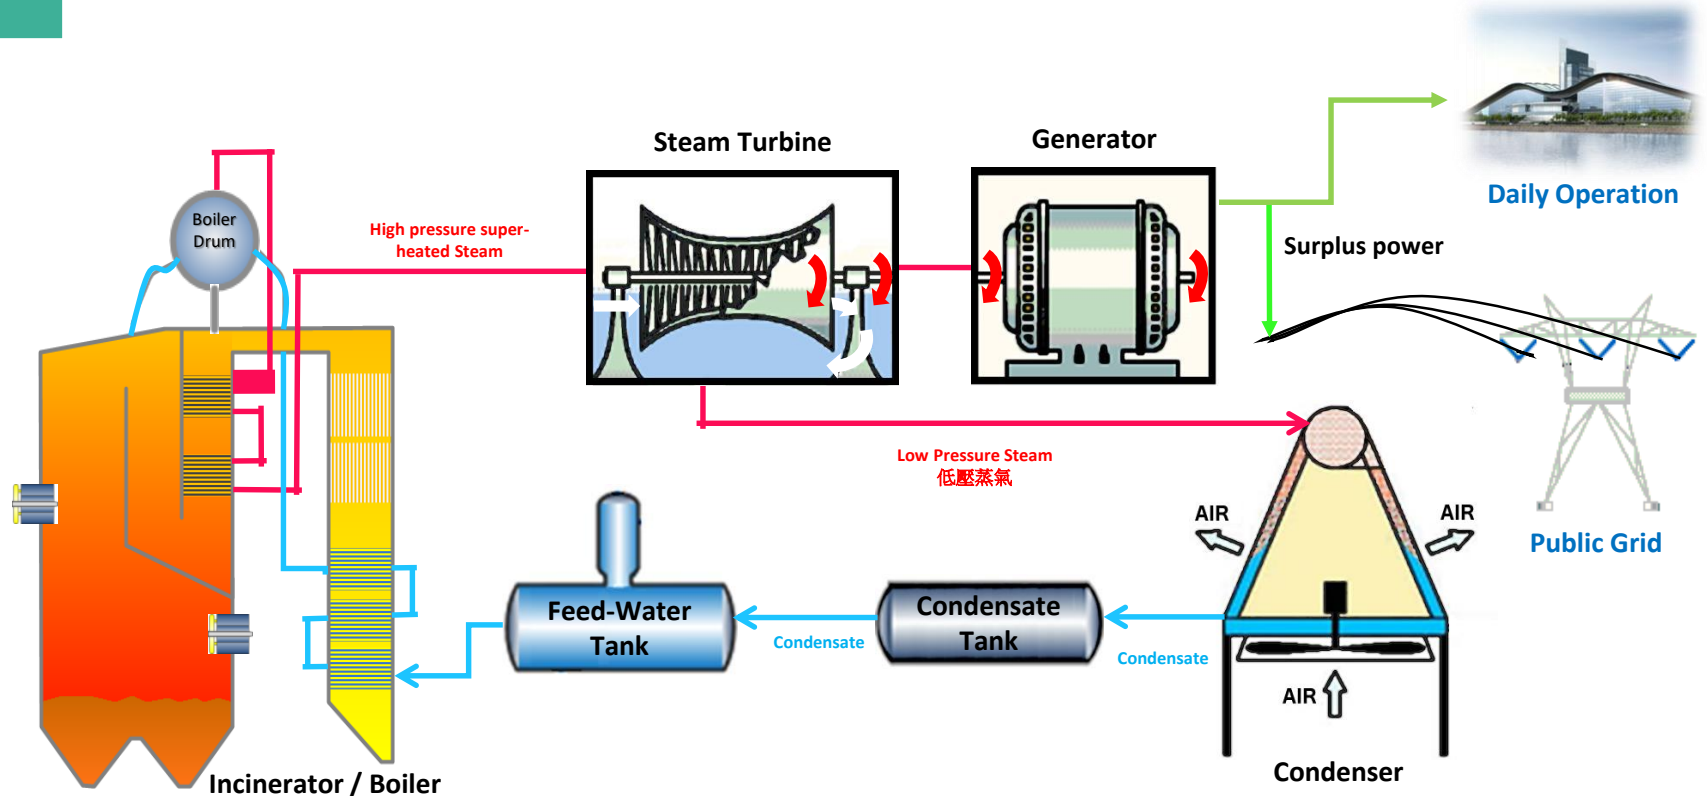 Steam Turbine
Generator
Daily Operation
Boiler
Drum
High pressure super-
heated Steam
Surplus power
Low Pressure Steam
低壓蒸氣
AIR
AIR
Public Grid
Feed-Water
Tank
Condensate
Condensate
Tank
Condensate
AIR
Condenser
Incinerator / Boiler